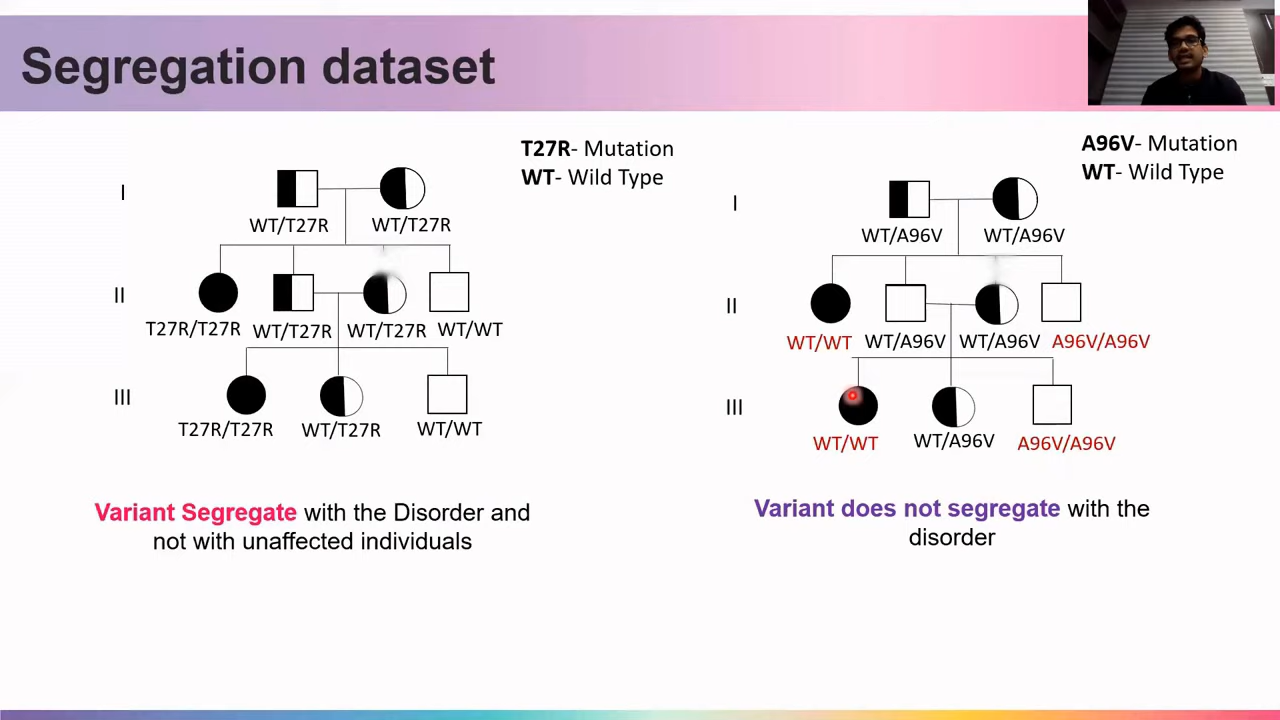 Segregation dataset
T27R- Mutation
WT- Wild Type
I
WT/T27R WT/T27R
II
T27R/T27R WT/T27R WT/T27R WT/WT
III
T27R/T27R WT/T27R WT/WT
Variant Segregate with the Disorder and
not with unaffected individuals
A96V- Mutation
WT- Wild Type
I
WT/A96V WT/A96V
II
WT/WT WT/A96V WT/A96V A96V/A96V
III
WT/WT WT/A96V A96V/A96V
Variant does not segregate with the
disorder